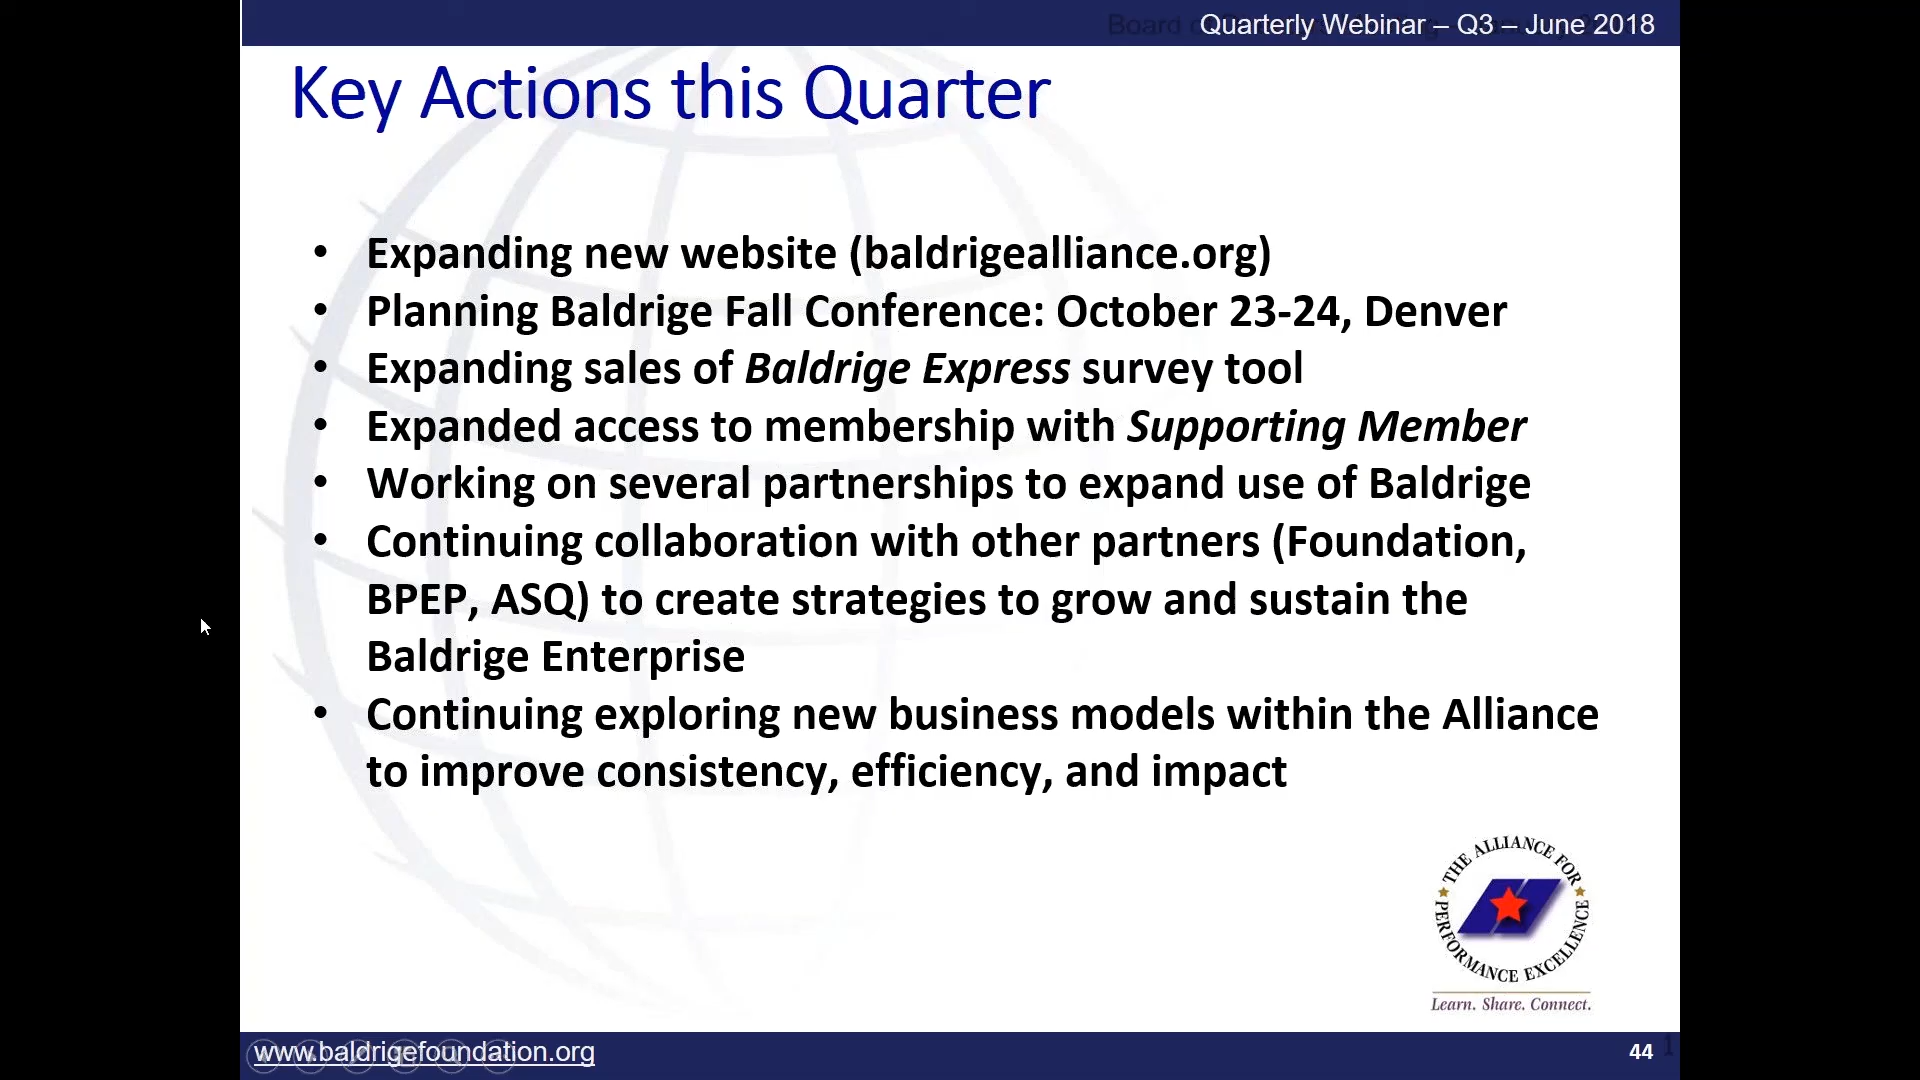 Quarterly Webinar – Q3 – June 2018
Key Actions this Quarter
• Expanding new website (baldrigealliance.org)
• Planning Baldrige Fall Conference: October 23-24, Denver
• Expanding sales of Baldrige Express survey tool
• Expanded access to membership with Supporting Member
• Working on several partnerships to expand use of Baldrige
• Continuing collaboration with other partners (Foundation,
BPEP, ASQ) to create strategies to grow and sustain the
Baldrige Enterprise
• Continuing exploring new business models within the Alliance
to improve consistency, efficiency, and impact
THE ALLIANCE FOR
PERFORMANCE EXCELLENCE
Learn. Share. Connect.
www.baldrigefoundation.org
44
1